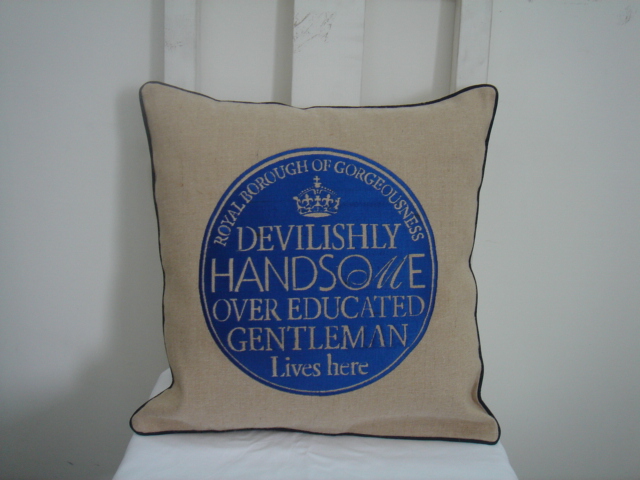 ROYAL BOROUGH OF GORGEOUSNESS
DEVILISHLY
HANDSOME
OVER EDUCATED
GENTLEMAN
Lives here